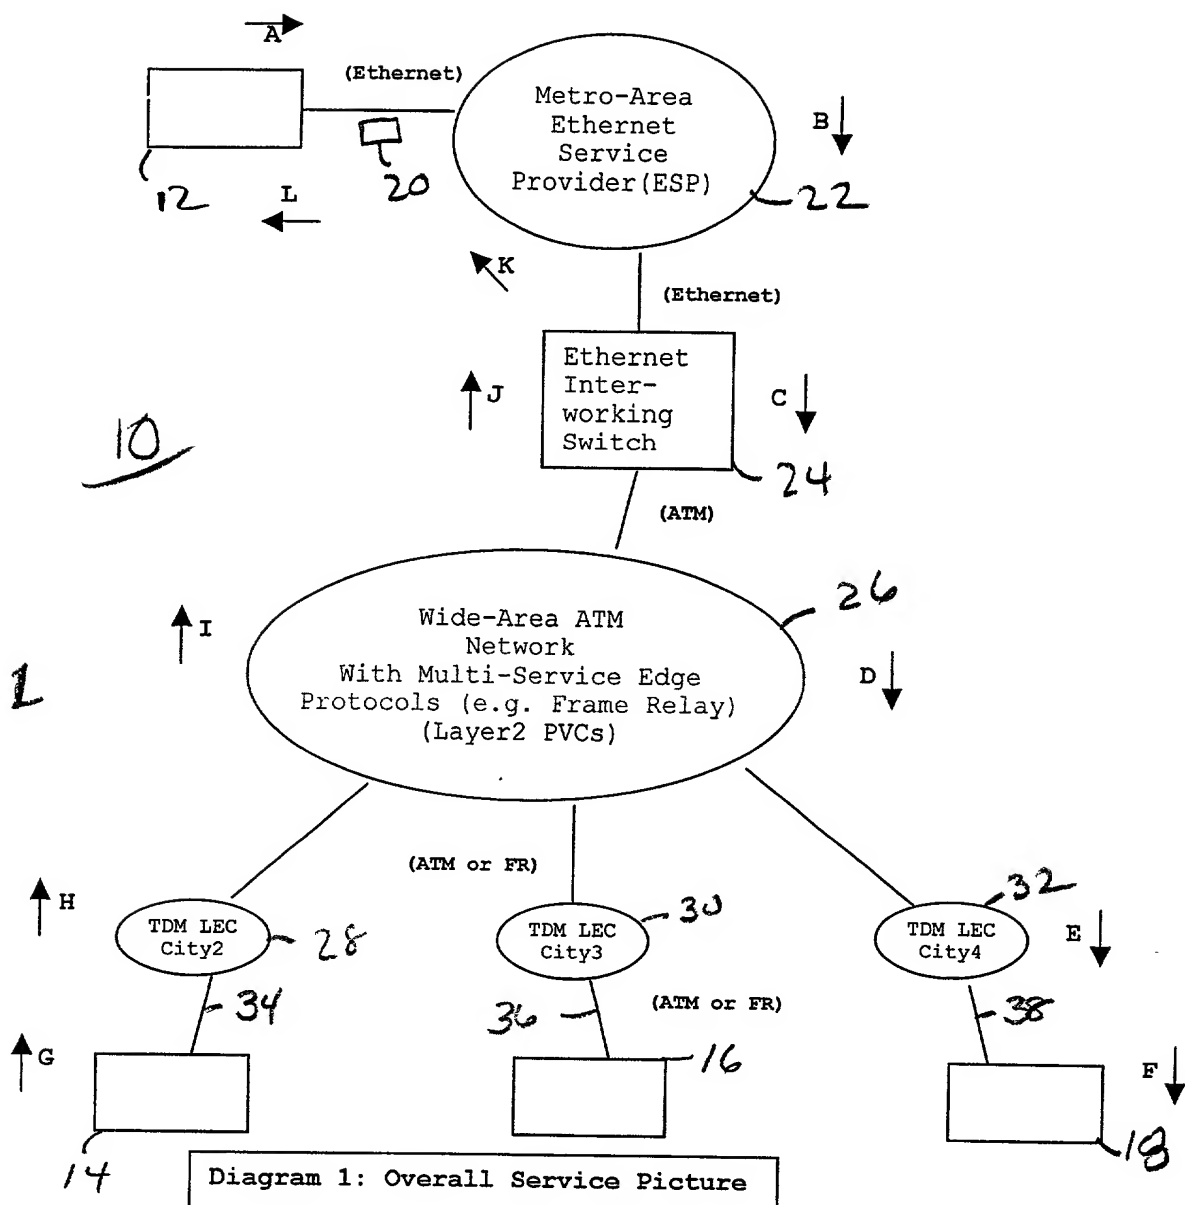 A
(Ethernet)
Metro-Area
Ethernet
Service
Provider(ESP)
B
12
20
22
L
K
(Ethernet)
Ethernet
Inter-
working
Switch
J
C
10
24
(ATM)
26
Wide-Area ATM
Network
With Multi-Service Edge
Protocols (e.g. Frame Relay)
(Layer2 PVCs)
I
D
1
(ATM or FR)
H
TDM LEC
City2
28
TDM LEC
City3
30
TDM LEC
City4
32
E
34
36
(ATM or FR)
38
G
16
F
14
18
Diagram 1: Overall Service Picture